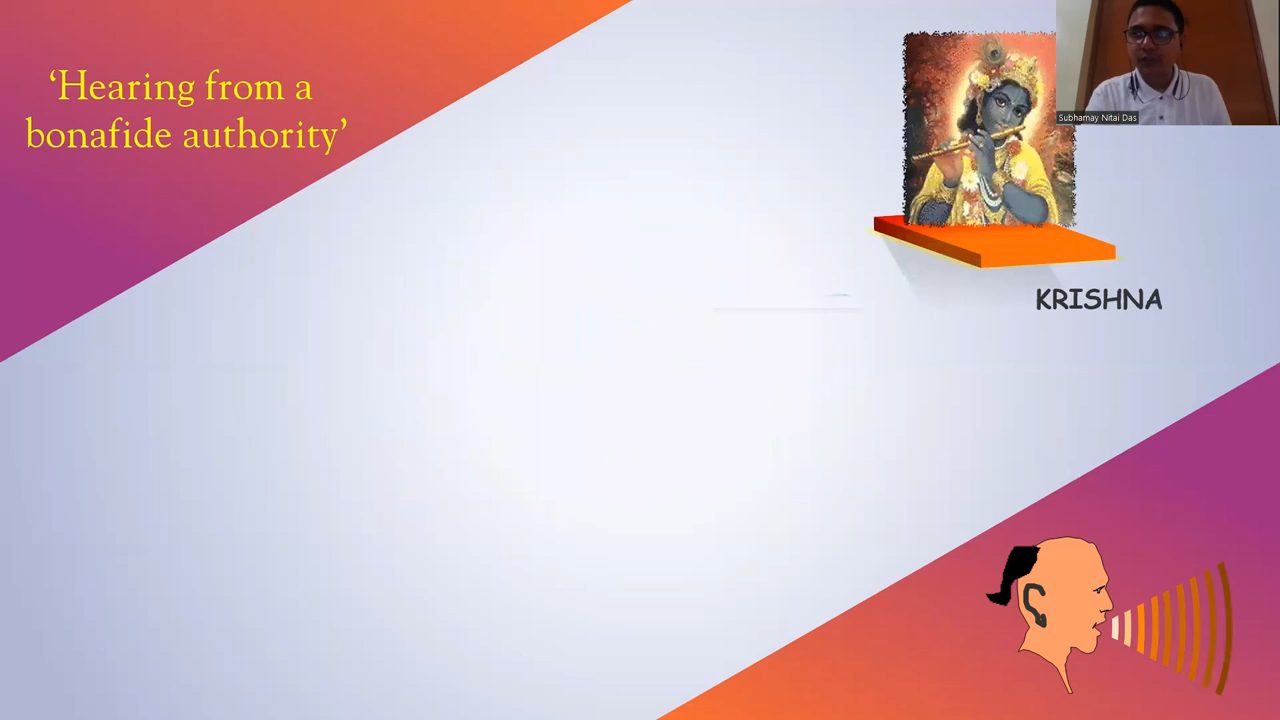 ‘Hearing from a
bonafide authority’
Subhamay Nitai Das
KRISHNA